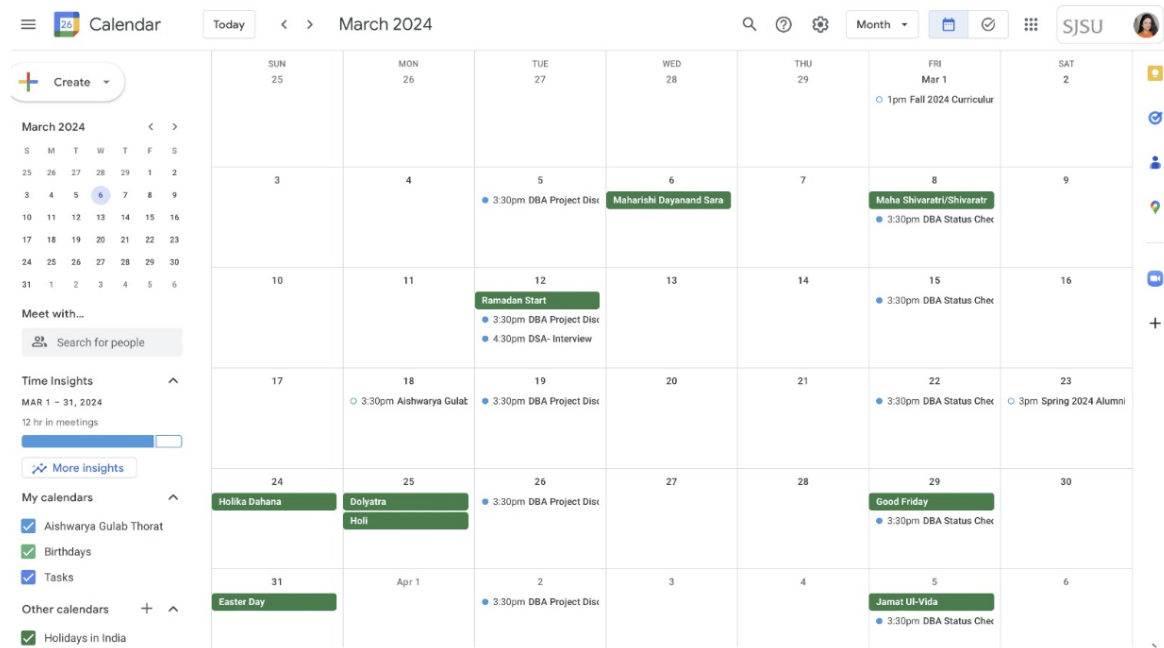 26 Calendar Today March 2024 Month SJSU
Create
March 2024
S M T W T F S
25 26 27 28 29 1 2
3 4 5 6 7 8 9
10 11 12 13 14 15 16
17 18 19 20 21 22 23
24 25 26 27 28 29 30
31 1 2 3 4 5 6
Meet with...
Search for people
Time Insights
MAR 1 – 31, 2024
12 hr in meetings
More insights
My calendars
Aishwarya Gulab Thorat
Birthdays
Tasks
Other calendars
Holidays in India
SUN MON TUE WED THU FRI SAT
25 26 27 28 29 Mar 1 2
1pm Fall 2024 Curriculur
3 4 5 6 7 8 9
3:30pm DBA Project Disc Maharishi Dayanand Sara Maha Shivaratri/Shivaratr
3:30pm DBA Status Chec
10 11 12 13 14 15 16
Ramadan Start 3:30pm DBA Status Chec
3:30pm DBA Project Disc
4:30pm DSA- Interview
17 18 19 20 21 22 23
3:30pm Aishwarya Gulab 3:30pm DBA Project Disc 3:30pm DBA Status Chec 3pm Spring 2024 Alumni
24 25 26 27 28 29 30
Holika Dahana Dolyatra 3:30pm DBA Project Disc Good Friday
Holi 3:30pm DBA Status Chec
31 Apr 1 2 3 4 5 6
Easter Day 3:30pm DBA Project Disc Jamat Ul-Vida
3:30pm DBA Status Chec